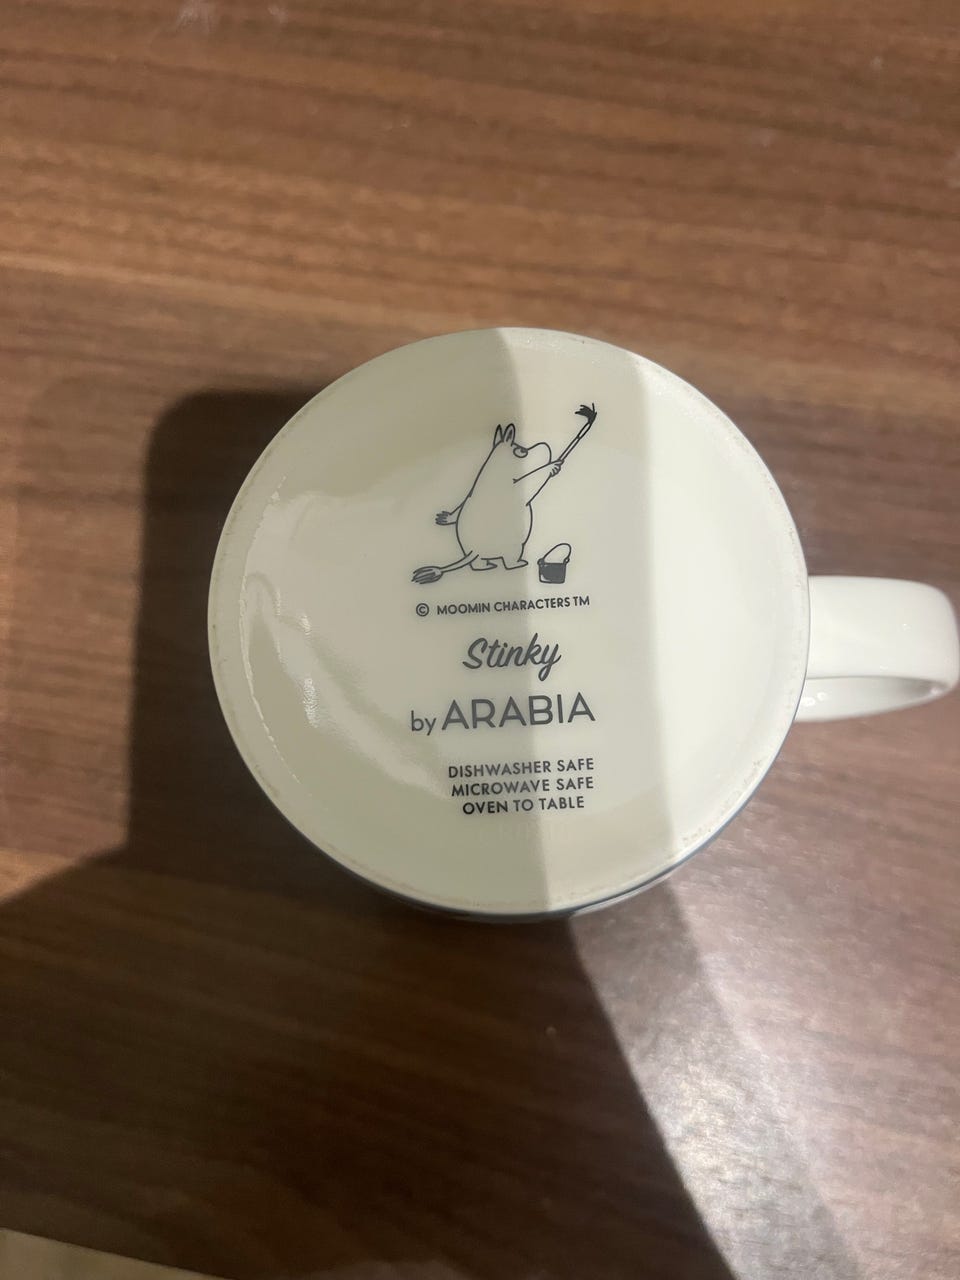 © MOOMIN CHARACTERS TM
Stinky
by ARABIA
DISHWASHER SAFE
MICROWAVE SAFE
OVEN TO TABLE